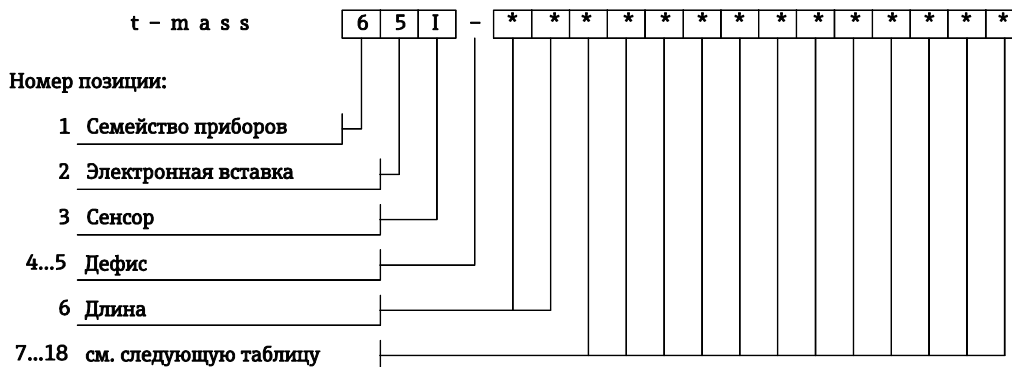 t - m a s s 6 5 I - * * * * * * * * * * * * * *
Номер позиции:
1 Семейство приборов
2 Электронная вставка
3 Сенсор
4...5 Дефис
6 Длина
7...18 см. следующую таблицу